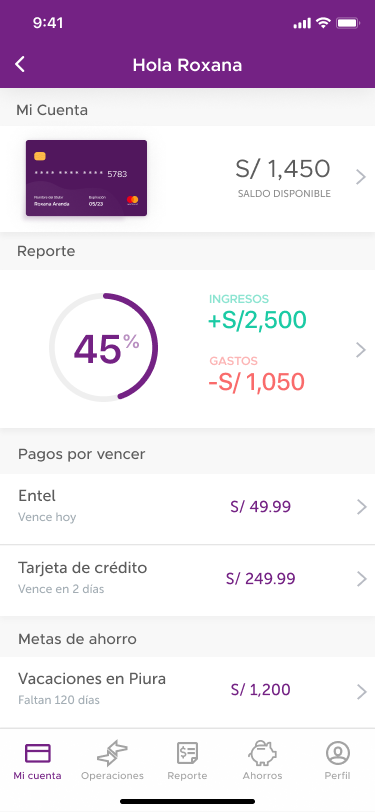 9:41
Hola Roxana
Mi Cuenta
**** **** **** 5783
Nombre del titular Expiración
Roxana Aranda 05/23
S/ 1,450
SALDO DISPONIBLE
Reporte
45%
INGRESOS
+S/2,500
GASTOS
-S/ 1,050
Pagos por vencer
Entel
Vence hoy
S/ 49.99
Tarjeta de crédito
Vence en 2 días
S/ 249.99
Metas de ahorro
Vacaciones en Piura
Faltan 120 días
S/ 1,200
Mi cuenta Operaciones Reporte Ahorros Perfil